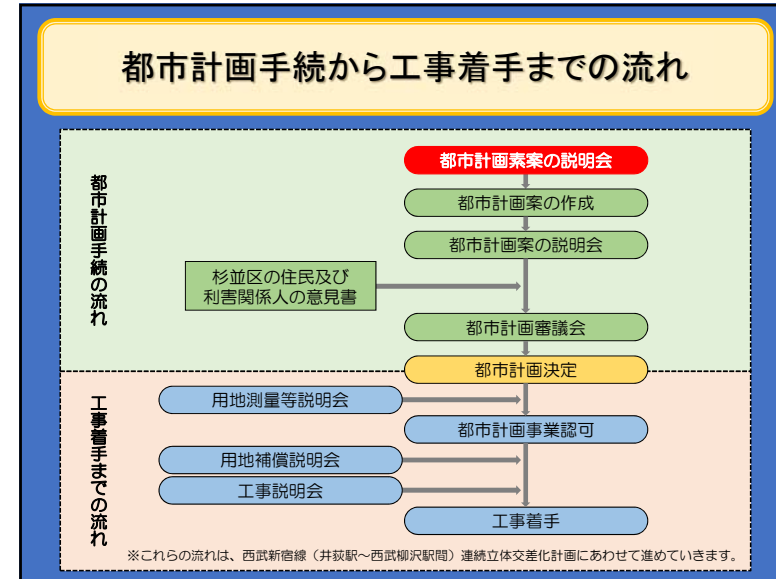 都市計画手続から工事着手までの流れ
都市計画手続の流れ
都市計画素案の説明会
都市計画案の作成
都市計画案の説明会
杉並区の住民及び
利害関係人の意見書
都市計画審議会
都市計画決定
工事着手までの流れ
用地測量等説明会
都市計画事業認可
用地補償説明会
工事説明会
工事着手
※これらの流れは、西武新宿線（井荻駅～西武柳沢駅間）連続立体交差化計画にあわせて進めていきます。